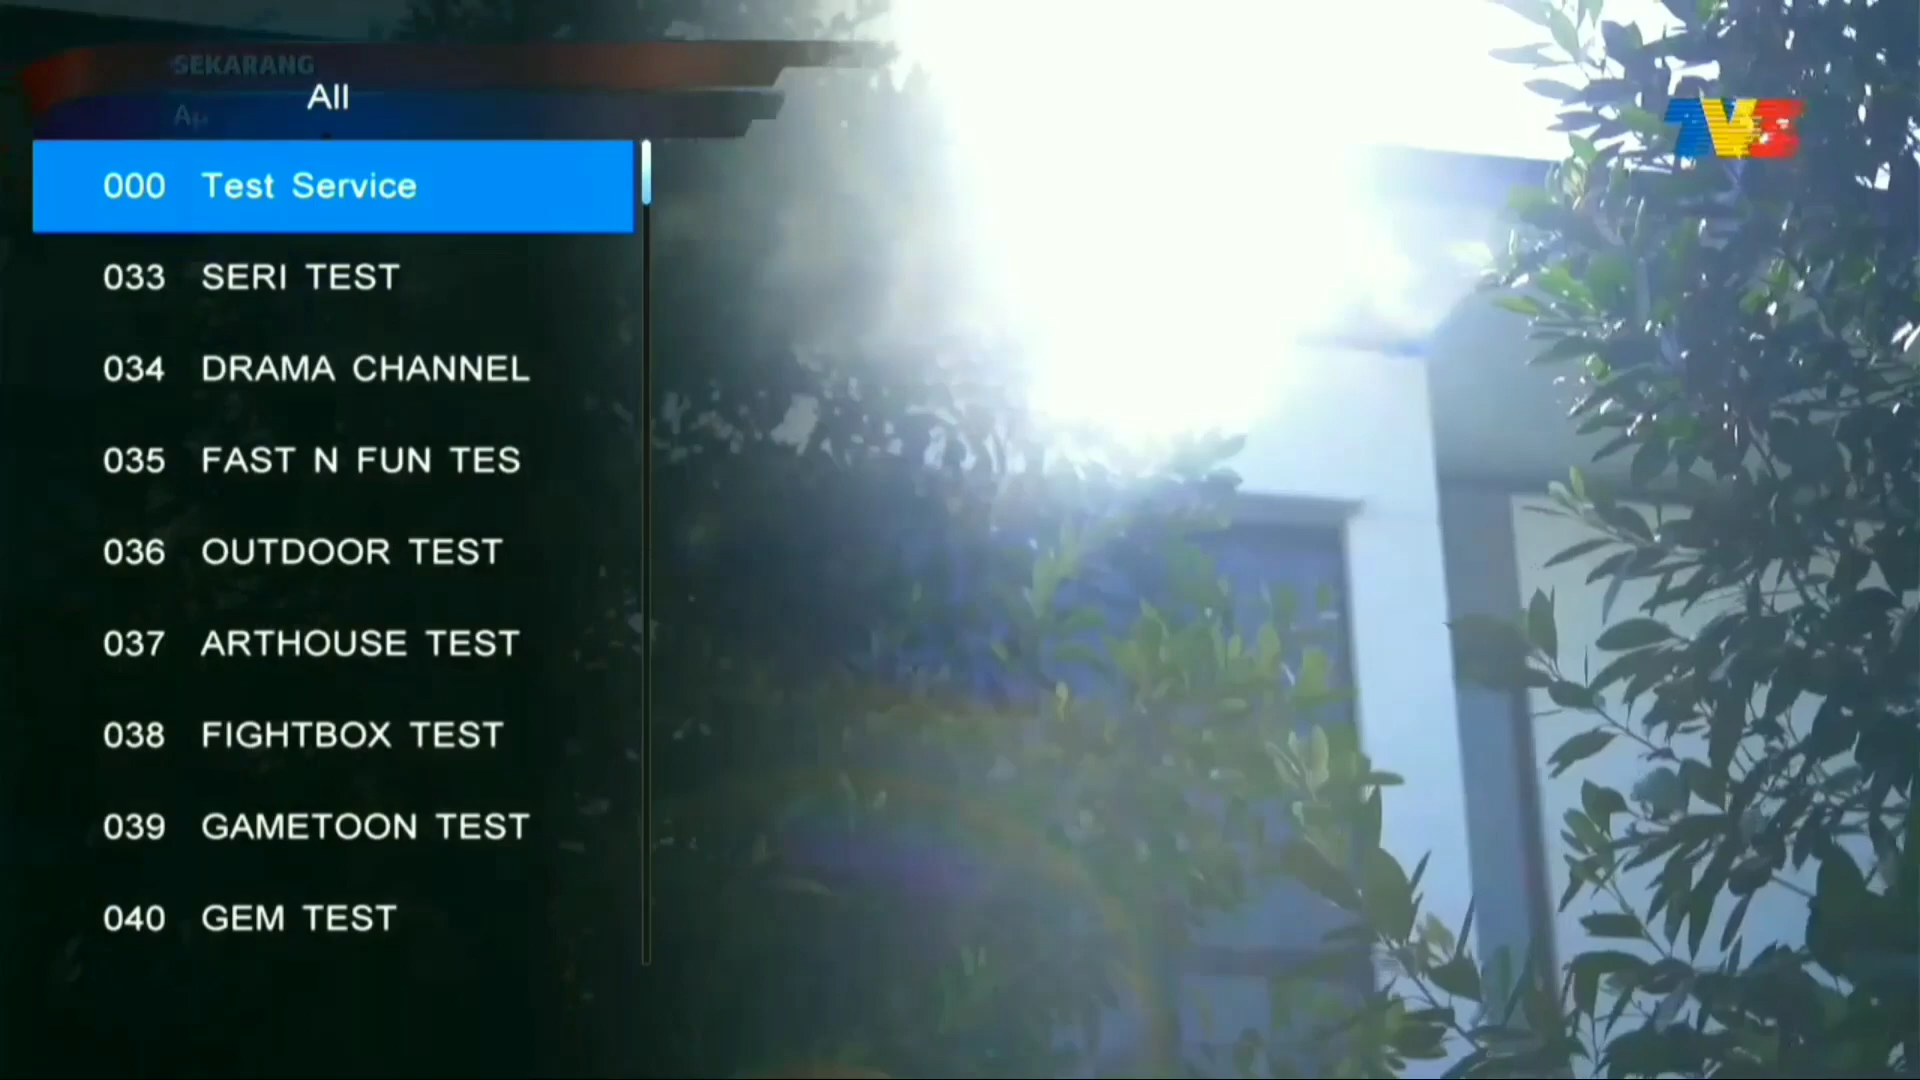 SEKARANG
All
000 Test Service
033 SERI TEST
034 DRAMA CHANNEL
035 FAST N FUN TES
036 OUTDOOR TEST
037 ARTHOUSE TEST
038 FIGHTBOX TEST
039 GAMETOON TEST
040 GEM TEST
TV3